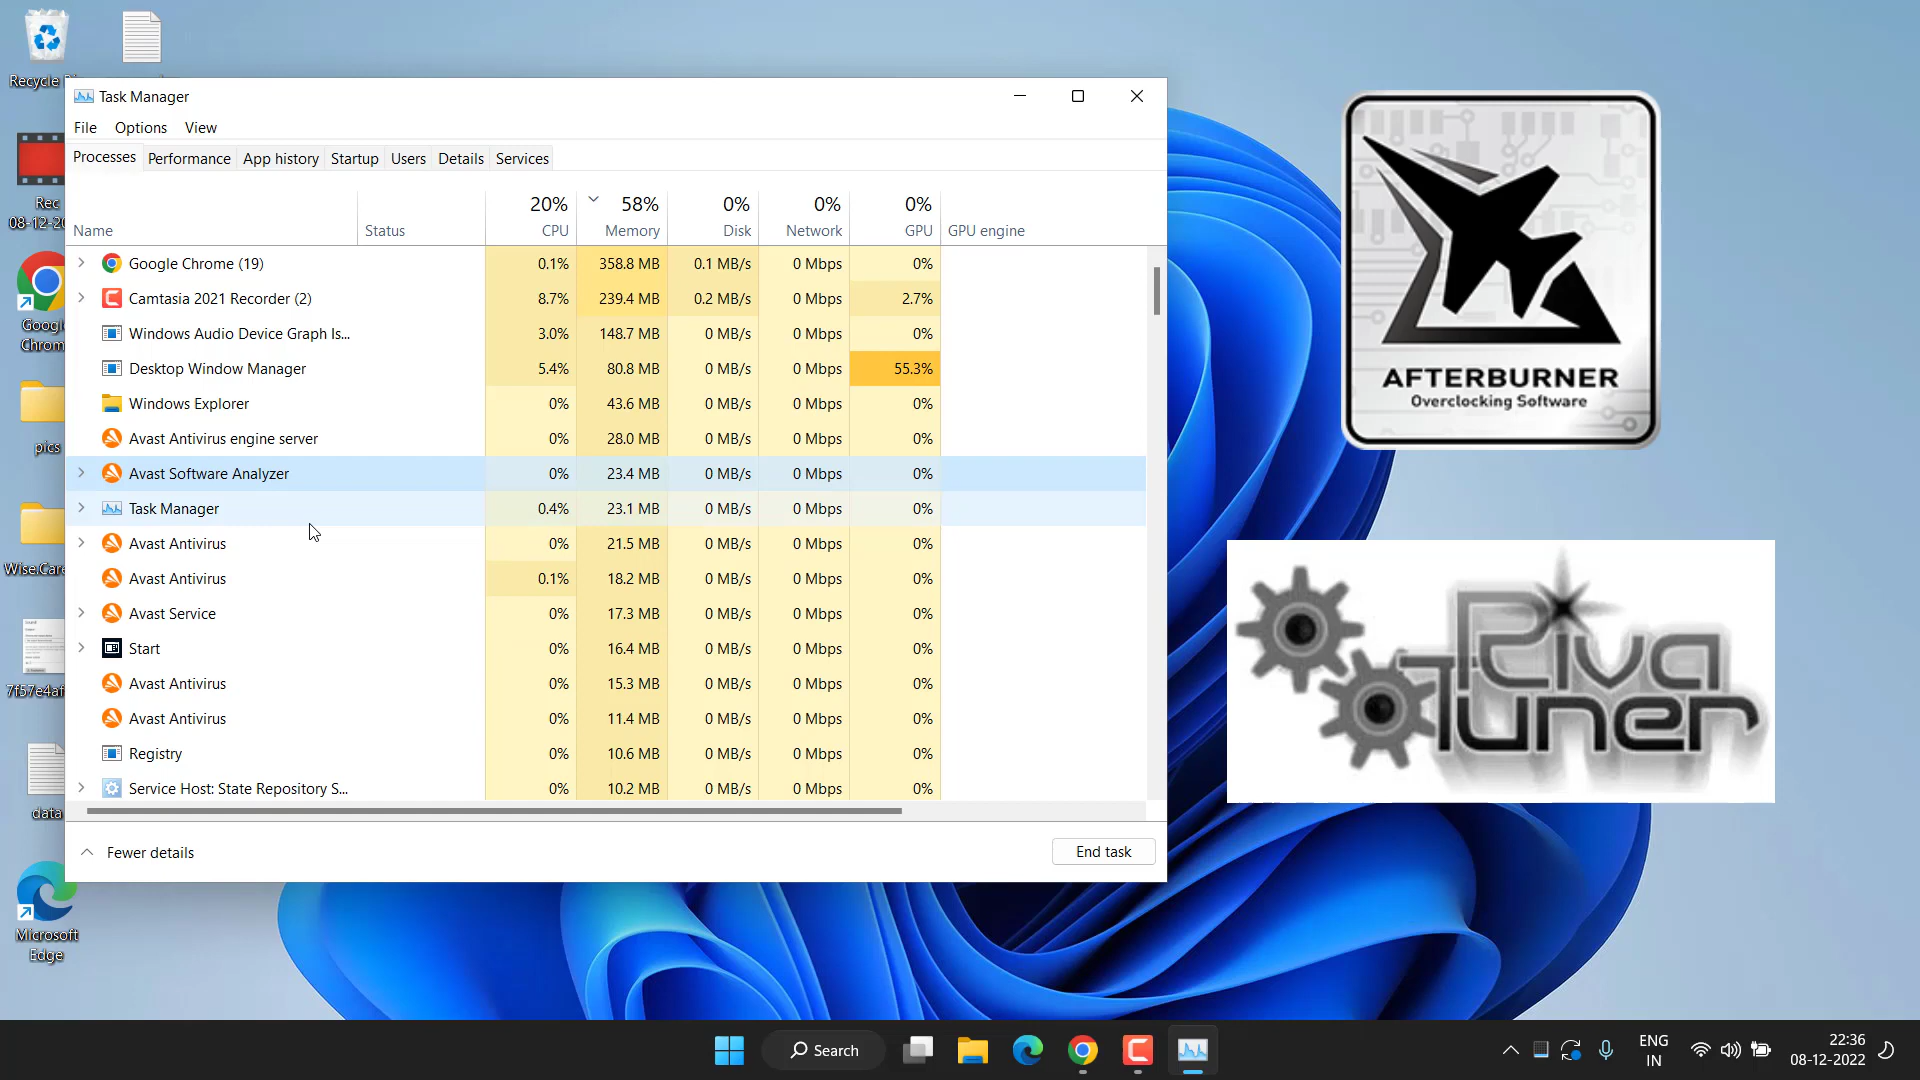 Recycle
Task Manager
File Options View
Processes Performance App history Startup Users Details Services
20% 58% 0% 0% 0%
Name Status CPU Memory Disk Network GPU GPU engine
Google Chrome (19) 0.1% 358.8 MB 0.1 MB/s 0 Mbps 0%
Camtasia 2021 Recorder (2) 8.7% 239.4 MB 0.2 MB/s 0 Mbps 2.7%
Windows Audio Device Graph Is... 3.0% 148.7 MB 0 MB/s 0 Mbps 0%
Desktop Window Manager 5.4% 80.8 MB 0 MB/s 0 Mbps 55.3%
Windows Explorer 0% 43.6 MB 0 MB/s 0 Mbps 0%
Avast Antivirus engine server 0% 28.0 MB 0 MB/s 0 Mbps 0%
Avast Software Analyzer 0% 23.4 MB 0 MB/s 0 Mbps 0%
Task Manager 0.4% 23.1 MB 0 MB/s 0 Mbps 0%
Avast Antivirus 0% 21.5 MB 0 MB/s 0 Mbps 0%
Avast Antivirus 0.1% 18.2 MB 0 MB/s 0 Mbps 0%
Avast Service 0% 17.3 MB 0 MB/s 0 Mbps 0%
Start 0% 16.4 MB 0 MB/s 0 Mbps 0%
Avast Antivirus 0% 15.3 MB 0 MB/s 0 Mbps 0%
Avast Antivirus 0% 11.4 MB 0 MB/s 0 Mbps 0%
Registry 0% 10.6 MB 0 MB/s 0 Mbps 0%
Service Host: State Repository S... 0% 10.2 MB 0 MB/s 0 Mbps 0%
Fewer details
End task
Rec
08-12-20
Googl
Chrom
pics
Wise.Care
7f57e4af
data
Microsoft
Edge
AFTERBURNER
Overclocking Software
Riva
Tuner
Search
ENG
IN
22:36
08-12-2022